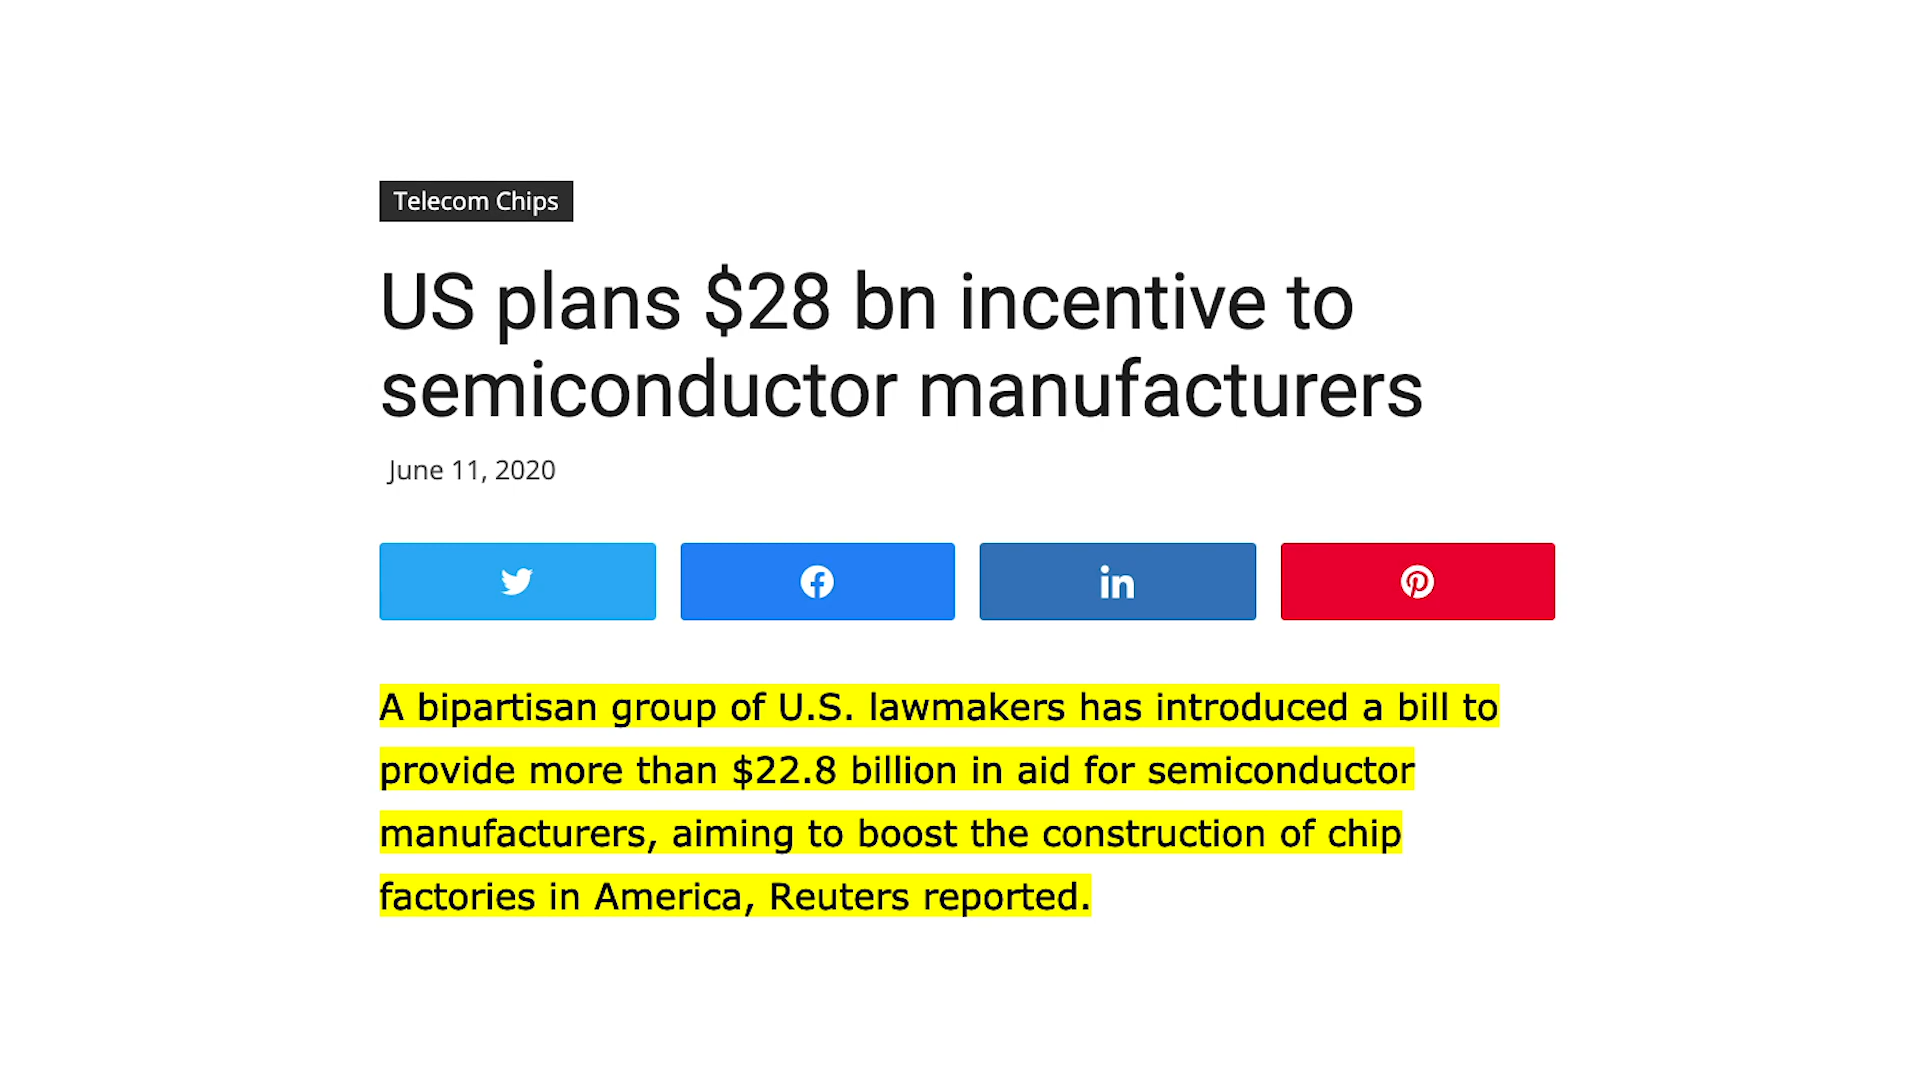 Telecom Chips
US plans $28 bn incentive to
semiconductor manufacturers
June 11, 2020
in
A bipartisan group of U.S. lawmakers has introduced a bill to
provide more than $22.8 billion in aid for semiconductor
manufacturers, aiming to boost the construction of chip
factories in America, Reuters reported.